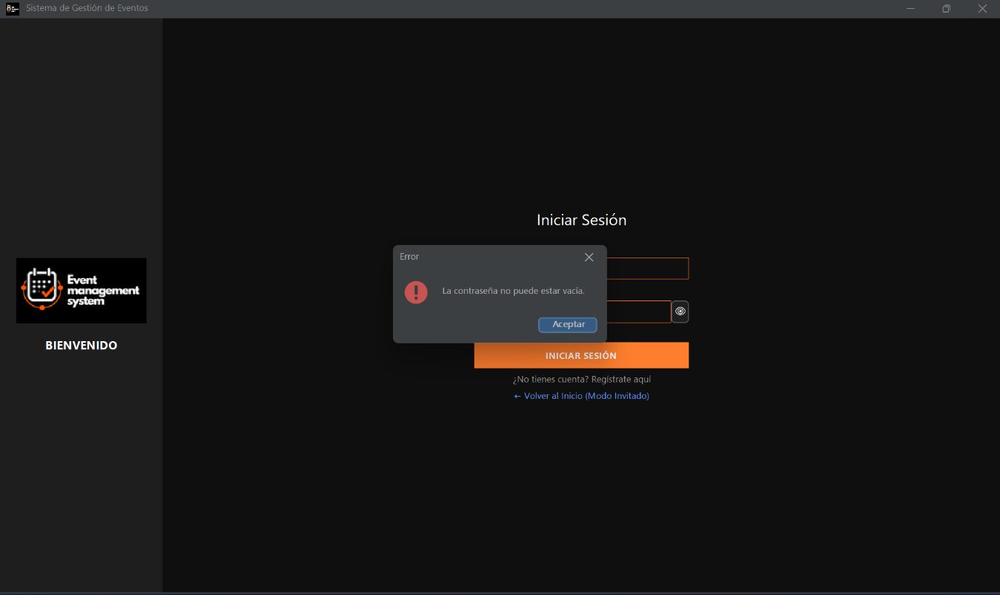 Sistema de Gestión de Eventos
Event
management
system
BIENVENIDO
Iniciar Sesión
Error
La contraseña no puede estar vacía.
Aceptar
INICIAR SESIÓN
¿No tienes cuenta? Regístrate aquí
← Volver al Inicio (Modo Invitado)